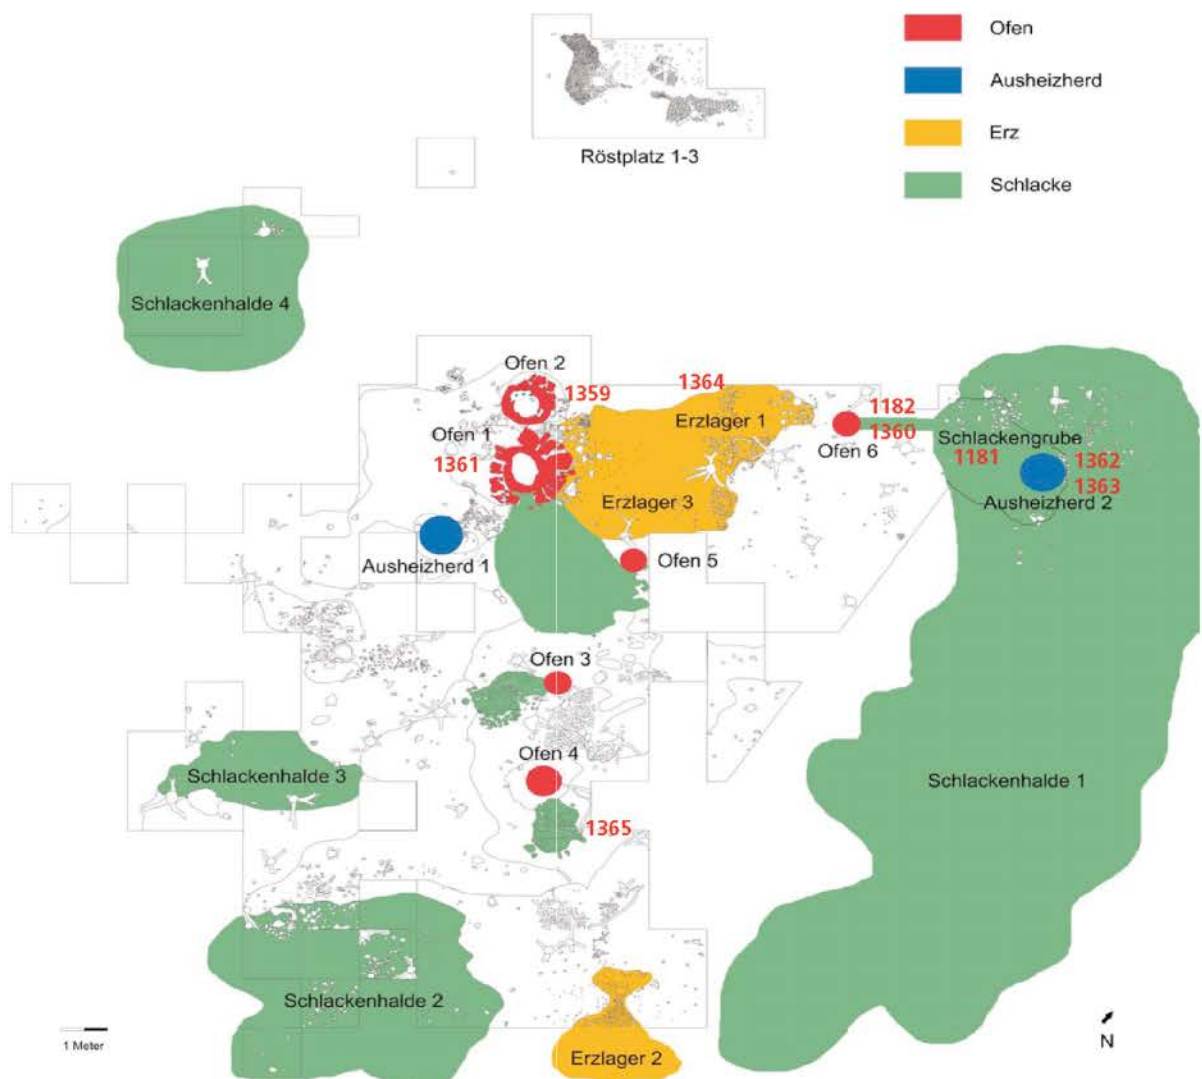 Ofen
Ausheizherd
Erz
Schlacke
Röstplatz 1-3
Schlackenhalde 4
Ofen 2
1359
1364
Erzlager 1
1182
Ofen 1
1360
Ofen 6
Schlackengrube
1361
1181
1362
1363
Erzlager 3
Ausheizherd 2
Ausheizherd 1
Ofen 5
Ofen 3
Ofen 4
Schlackenhalde 3
Schlackenhalde 1
1365
Schlackenhalde 2
1 Meter
N
Erzlager 2